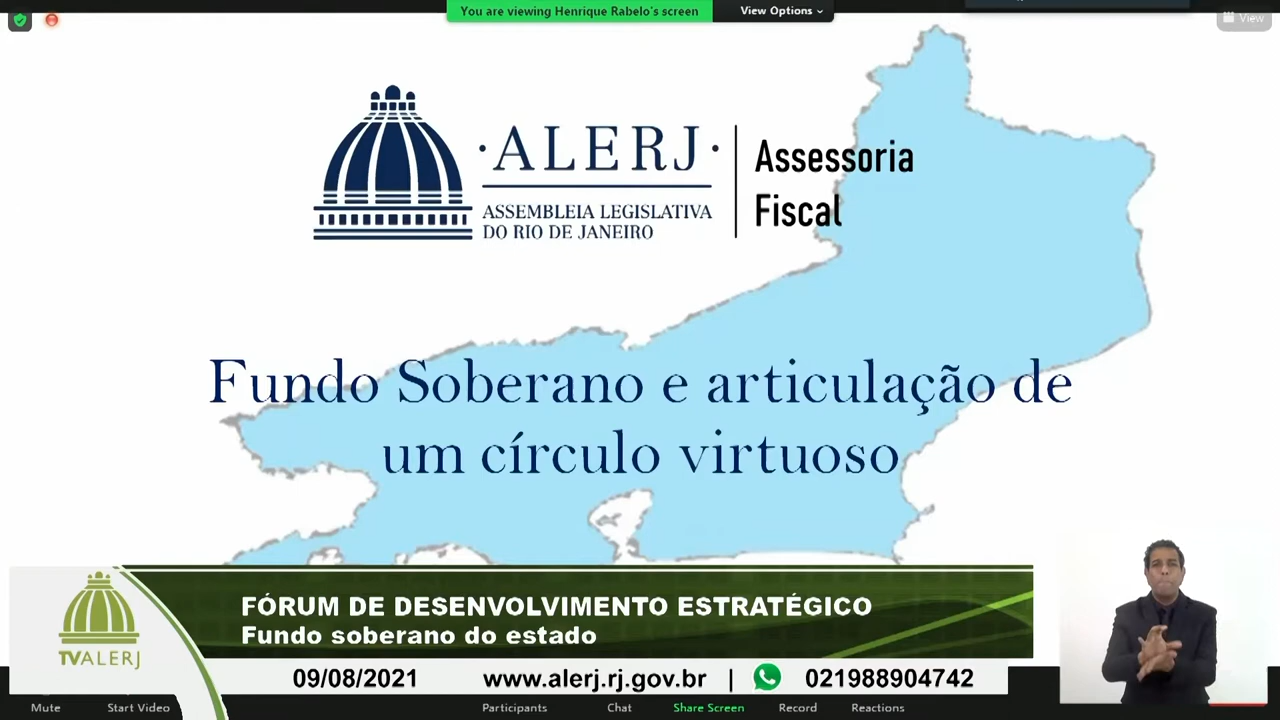 You are viewing Henrique Rabelo's screen
View Options
View
·ALERJ·
ASSEMBLEIA LEGISLATIVA
DO RIO DE JANEIRO
Assessoria
Fiscal
Fundo Soberano e articulação de
um círculo virtuoso
FÓRUM DE DESENVOLVIMENTO ESTRATÉGICO
Fundo soberano do estado
TVALERJ
09/08/2021 www.alerj.rj.gov.br | 021988904742
Mute Start Video Participants Chat Share Screen Record Reactions